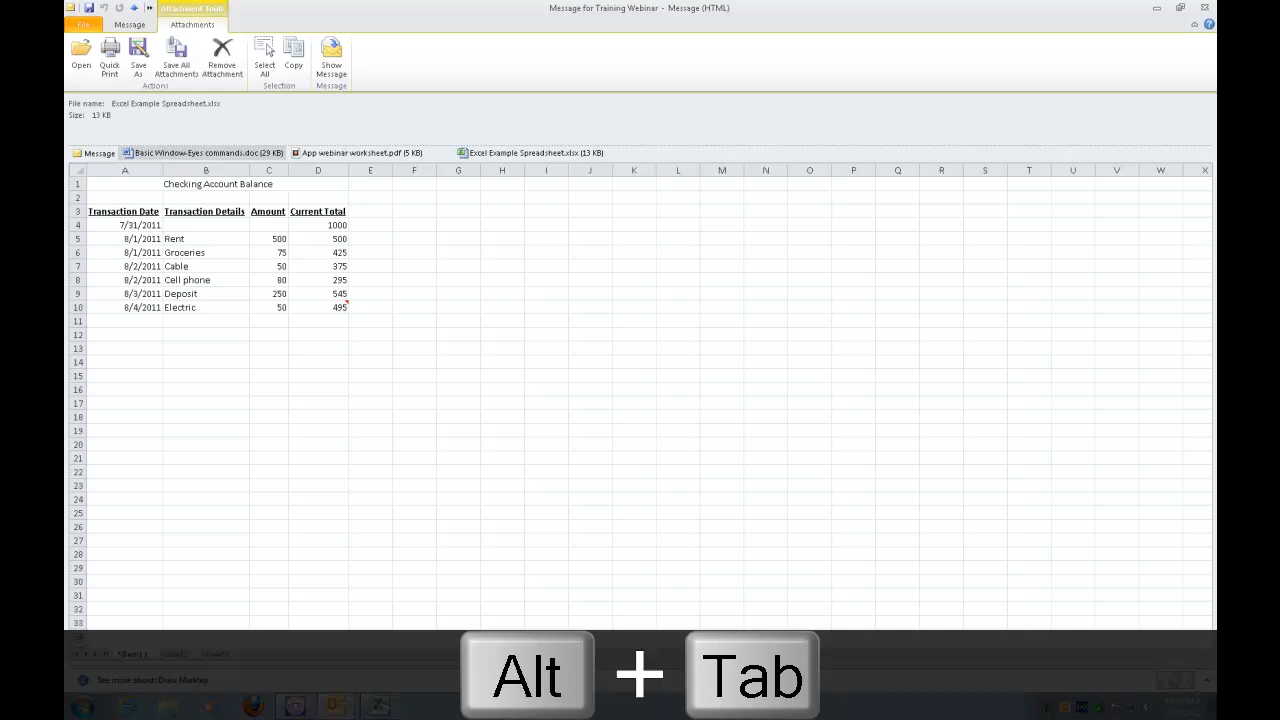 Attachment Tools
Message for Training Webinar - Message (HTML)
File Message Attachments
Open Quick Print Save As Save All Attachments Remove Attachment Select All Copy Show Message
Actions Selection Message
File name: Excel Example Spreadsheet.xlsx
Size: 13 KB
Message Basic Window-Eyes commands.doc (29 KB) App webinar worksheet.pdf (5 KB) Excel Example Spreadsheet.xlsx (13 KB)
A B C D E F G H I J K L M N O P Q R S T U V W X
1 Checking Account Balance
2
3 Transaction Date Transaction Details Amount Current Total
4 7/31/2011 1000
5 8/1/2011 Rent 500 500
6 8/1/2011 Groceries 75 425
7 8/2/2011 Cable 50 375
8 8/2/2011 Cell phone 80 295
9 8/3/2011 Deposit 250 545
10 8/4/2011 Electric 50 495
11
12
13
14
15
16
17
18
19
20
21
22
23
24
25
26
27
28
29
30
31
32
33
34
Sheet1
See more about: Drew Markley.
Alt + Tab